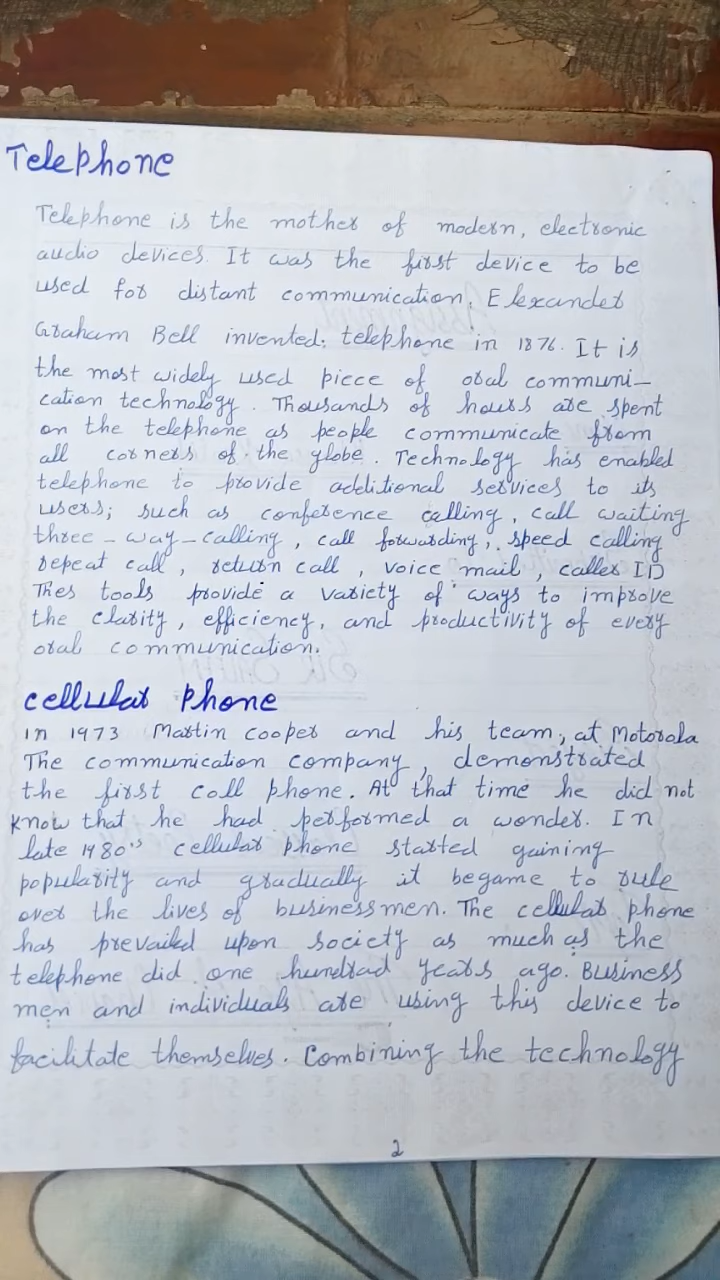 Telephone
Telephone is the mother of modern, electronic
audio devices. It was the first device to be
used for distant communication. Elexander
Graham Bell invented telephone in 1876. It is
the most widely used piece of oral communi-
cation technology. Thousands of hours are spent
on the telephone as people communicate from
all corners of the globe. Technology has enabled
telephone to provide additional services to its
users; such as conference calling, call waiting
three-way-calling, call forwarding, speed calling
repeat call, return call, voice mail, caller ID
Thes tools provide a variety of ways to improve
the clarity, efficiency, and productivity of every
oral communication.
cellular phone
in 1973 Martin cooper and his team, at Motorola
The communication company, demonstrated
the first coll phone. At that time he did not
know that he had performed a wonder. In
late 1980's cellular phone started gaining
popularity and gradually it begame to rule
over the lives of businessmen. The cellular phone
has prevailed upon society as much as the
telephone did one hundrad years ago. Business
men and individuals are using this device to
facilitate themselves. Combining the technology
2